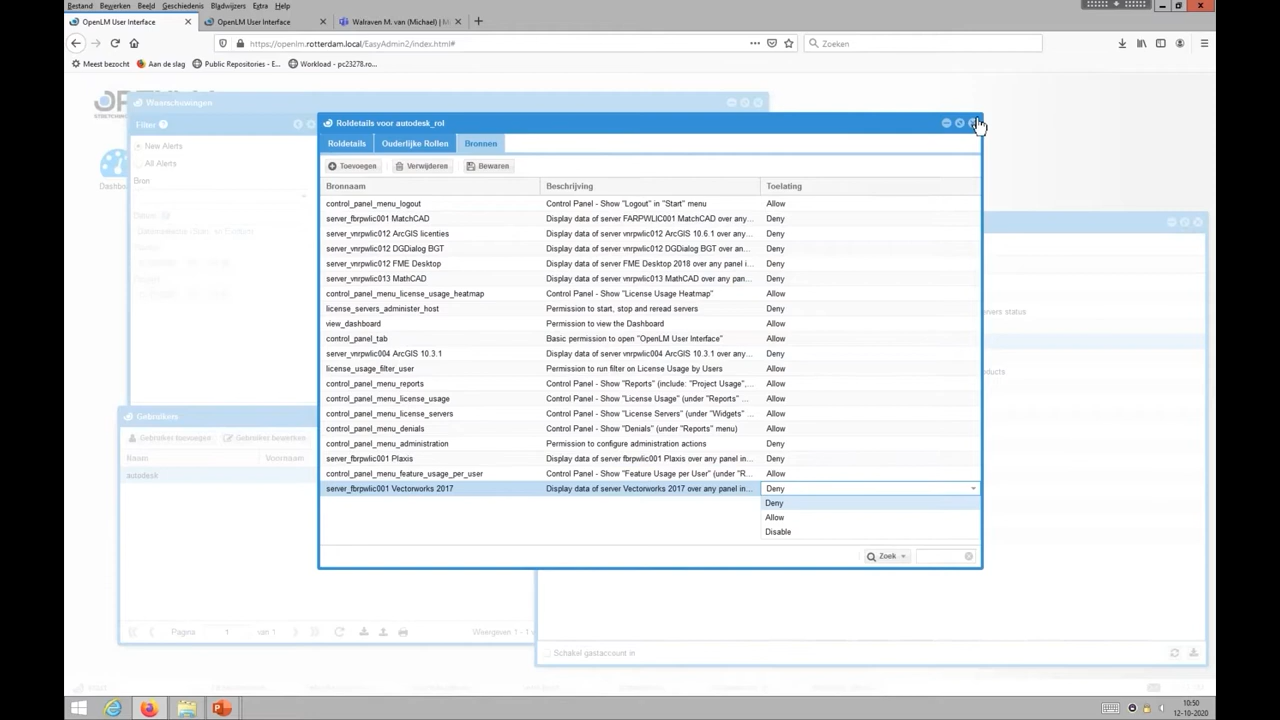 Bestand Bewerken Beeld Geschiedenis Bladwijzers Extra Help
OpenLM User Interface
OpenLM User Interface
Walraven M. van (Michael) | M
https://openlm.rotterdam.local/EasyAdmin2/index.html#
Zoeken
Meest bezocht
Aan de slag
Public Repositories - E...
Workload - pc23278.ro...
Waarschuwingen
Filter
New Alerts
All Alerts
Bron
Roldetails voor autodesk_rol
Roldetails Ouderlijke Rollen Bronnen
Toevoegen Verwijderen Bewaren
Bronnaam Beschrijving Toelating
control_panel_menu_logout Control Panel - Show "Logout" in "Start" menu Allow
server_fbrpwlic001 MatchCAD Display data of server FARPWLIC001 MatchCAD over any... Deny
server_vnrpwlic012 ArcGIS licenties Display data of server vnrpwlic012 ArcGIS 10.6.1 over any... Deny
server_vnrpwlic012 DGDialog BGT Display data of server vnrpwlic012 DGDialog BGT over any... Deny
server_vnrpwlic012 FME Desktop Display data of server FME Desktop 2018 over any panel i... Deny
server_vnrpwlic013 MathCAD Display data of server vnrpwlic013 MathCAD over any pan... Deny
control_panel_menu_license_usage_heatmap Control Panel - Show "License Usage Heatmap" Allow
license_servers_administer_host Permission to start, stop and reread servers Deny
view_dashboard Permission to view the Dashboard Allow
control_panel_tab Basic permission to open "OpenLM User Interface" Allow
server_vnrpwlic004 ArcGIS 10.3.1 Display data of server vnrpwlic004 ArcGIS 10.3.1 over any... Deny
license_usage_filter_user Permission to run filter on License Usage by Users Allow
control_panel_menu_reports Control Panel - Show "Reports" (include: "Project Usage",... Allow
control_panel_menu_license_usage Control Panel - Show "License Usage" (under "Reports" ... Allow
control_panel_menu_license_servers Control Panel - Show "License Servers" (under "Widgets" ... Allow
control_panel_menu_denials Control Panel - Show "Denials" (under "Reports" menu) Allow
control_panel_menu_administration Permission to configure administration actions Deny
server_fbrpwlic001 Plaxis Display data of server fbrpwlic001 Plaxis over any panel in... Deny
control_panel_menu_feature_usage_per_user Control Panel - Show "Feature Usage per User" (under "R... Allow
server_fbrpwlic001 Vectorworks 2017 Display data of server Vectorworks 2017 over any panel in... Deny
Deny
Allow
Disable
Zoek
ervers status
oducts
Gebruikers
Gebruiker toevoegen Gebruiker bewerken
Naam Voornaam
autodesk
Pagina 1 van 1 Weergeven 1 - 1 v
Schakel gastaccount in
10:50
12-10-2020